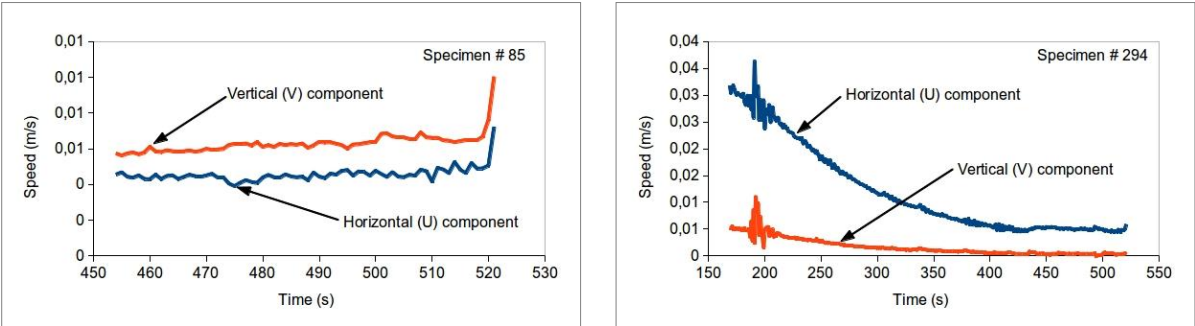 0,01
Specimen # 85
0,01
Vertical (V) component
0,01
0,01
0
0
Horizontal (U) component
0
Speed (m/s)
450 460 470 480 490 500 510 520 530
Time (s)
0,04
Specimen # 294
0,04
0,03
Horizontal (U) component
0,03
0,02
Vertical (V) component
0,02
0,01
0,01
0
Speed (m/s)
150 200 250 300 350 400 450 500 550
Time (s)